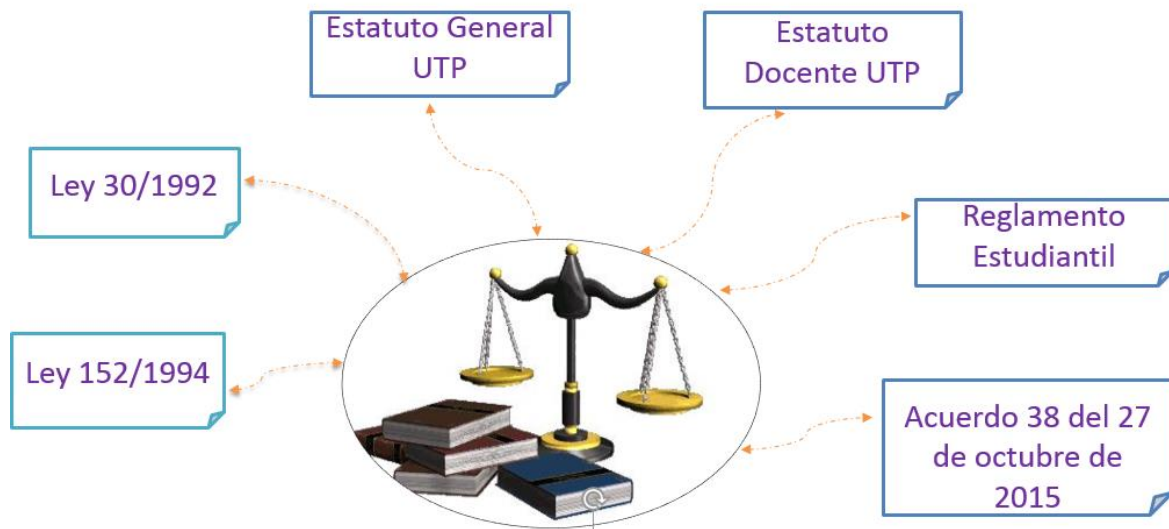 Estatuto General
UTP
Estatuto
Docente UTP
Ley 30/1992
Reglamento
Estudiantil
Ley 152/1994
Acuerdo 38 del 27
de octubre de
2015